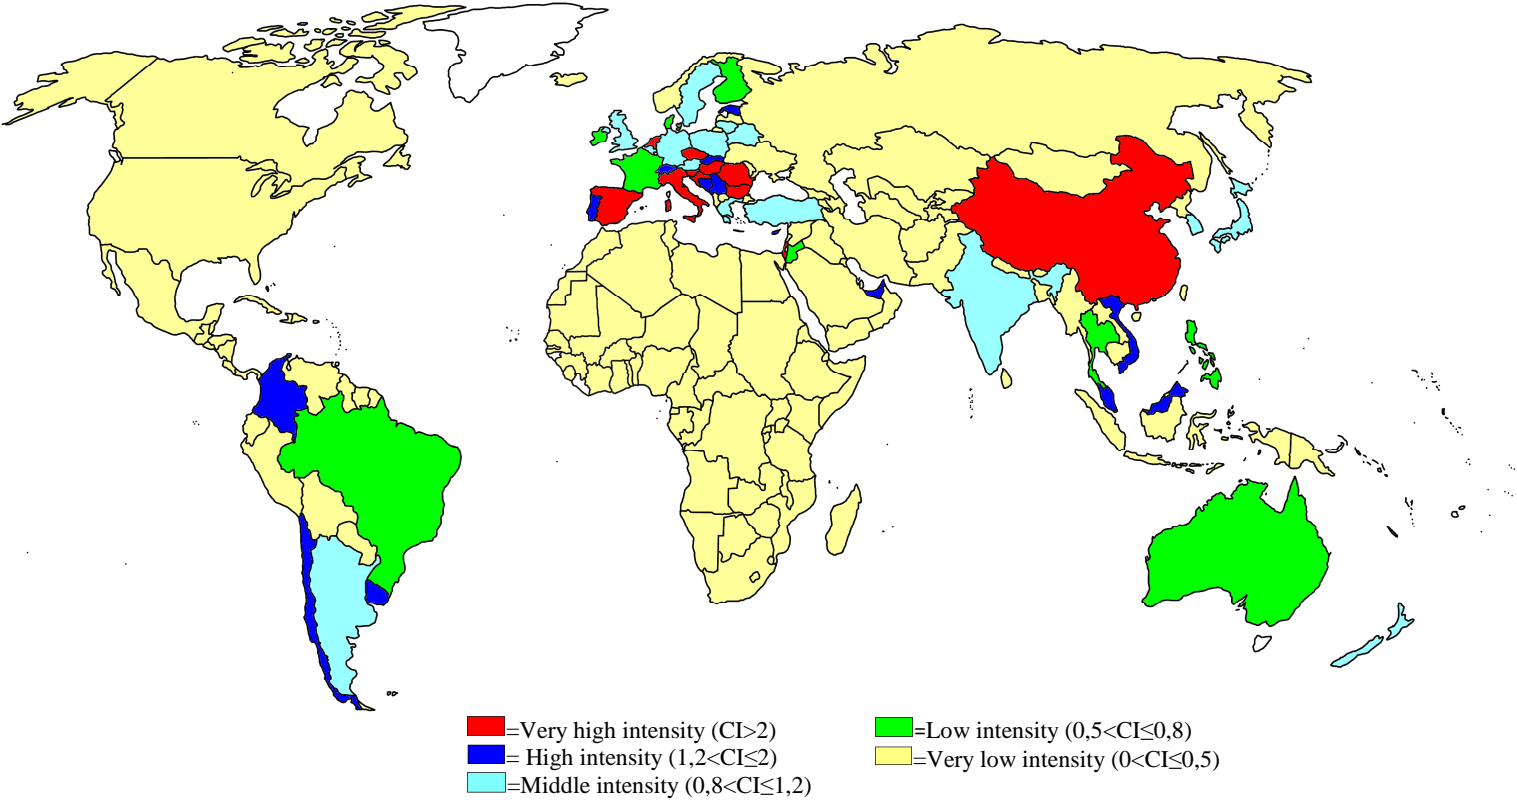 =Very high intensity (CI>2)
= High intensity (1,2<CI≤2)
=Middle intensity (0,8<CI≤1,2)
=Low intensity (0,5<CI≤0,8)
=Very low intensity (0<CI≤0,5)